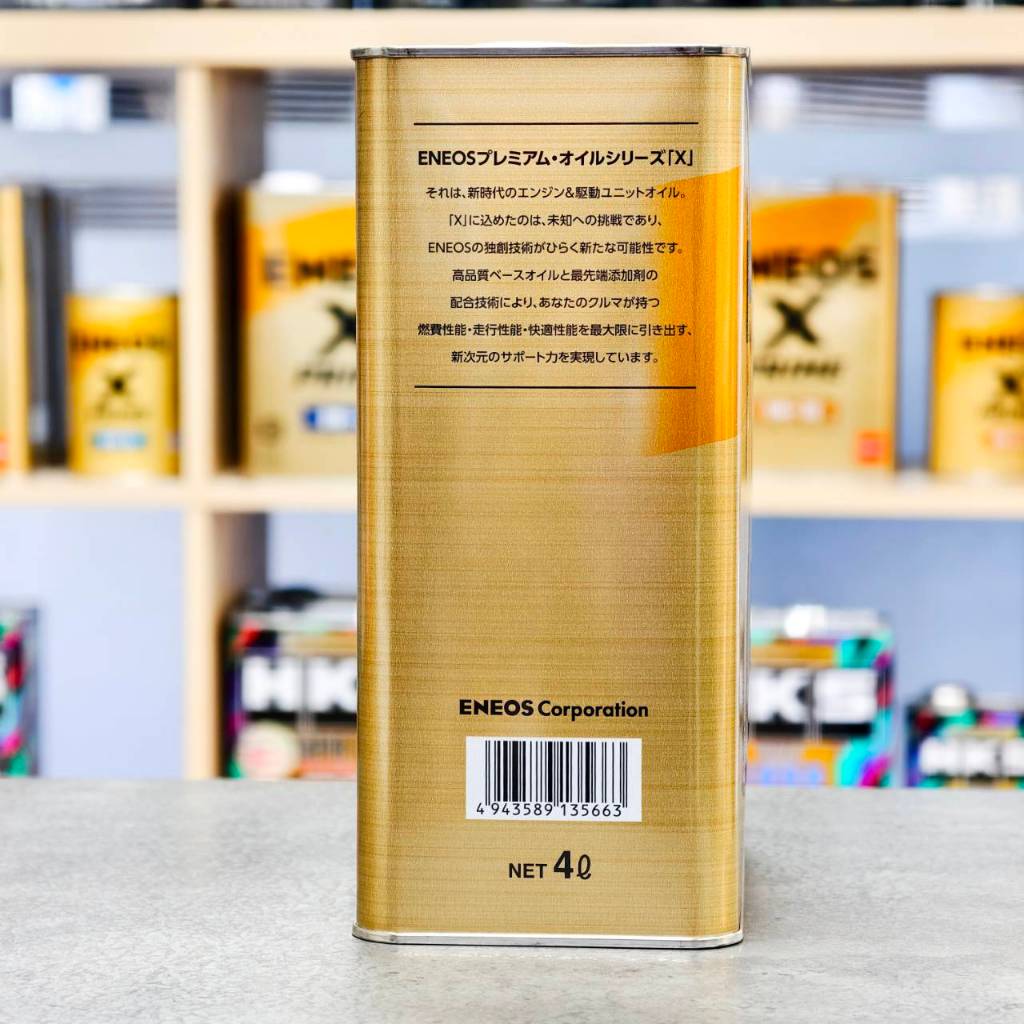 ENEOSプレミアム・オイルシリーズ「X」
それは、新時代のエンジン&駆動ユニットオイル。
「X」に込めたのは、未知への挑戦であり、
ENEOSの独創技術がひらく新たな可能性です。
高品質ベースオイルと最先端添加剤の
配合技術により、あなたのクルマが持つ
燃費性能・走行性能・快適性能を最大限に引き出す、
新次元のサポート力を実現しています。
ENEOS Corporation
4 943589 135663
NET 4ℓ
ENEOS
X
ENEOS
X
PRIME
ENEOS
X
HKS
HKS